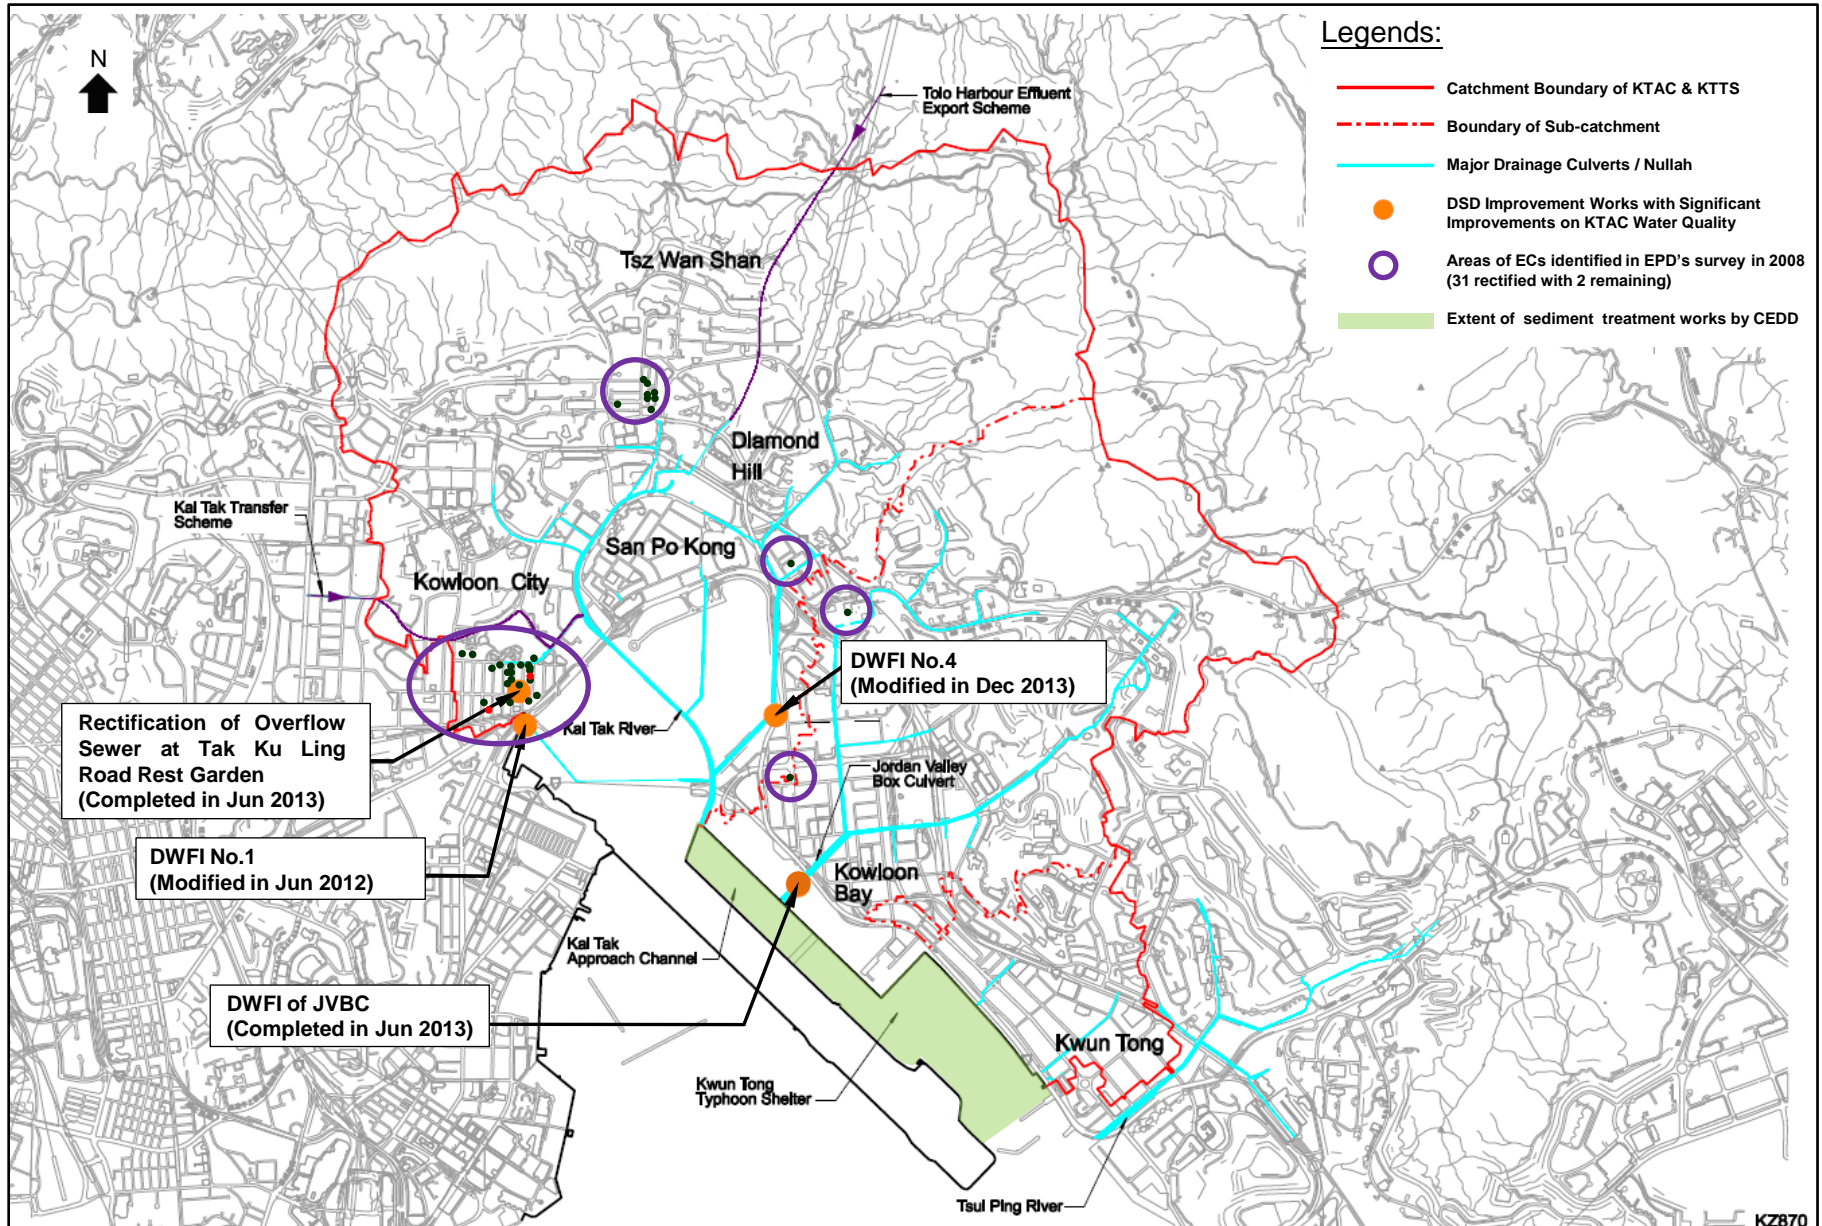 N
Legends:
Catchment Boundary of KTAC & KTTS
Boundary of Sub-catchment
Major Drainage Culverts / Nullah
DSD Improvement Works with Significant
Improvements on KTAC Water Quality
Areas of ECs identified in EPD's survey in 2008
(31 rectified with 2 remaining)
Extent of sediment treatment works by CEDD
Tolo Harbour Effluent
Export Scheme
Tsz Wan Shan
Diamond
Hill
Kai Tak Transfer
Scheme
San Po Kong
Kowloon City
DWFI No.4
(Modified in Dec 2013)
Rectification of Overflow
Sewer at Tak Ku Ling
Road Rest Garden
(Completed in Jun 2013)
Kai Tak River
Jordan Valley
Box Culvert
DWFI No.1
(Modified in Jun 2012)
Kowloon
Bay
Kai Tak
Approach Channel
DWFI of JVBC
(Completed in Jun 2013)
Kwun Tong
Kwun Tong
Typhoon Shelter
Tsui Ping River
KZ870